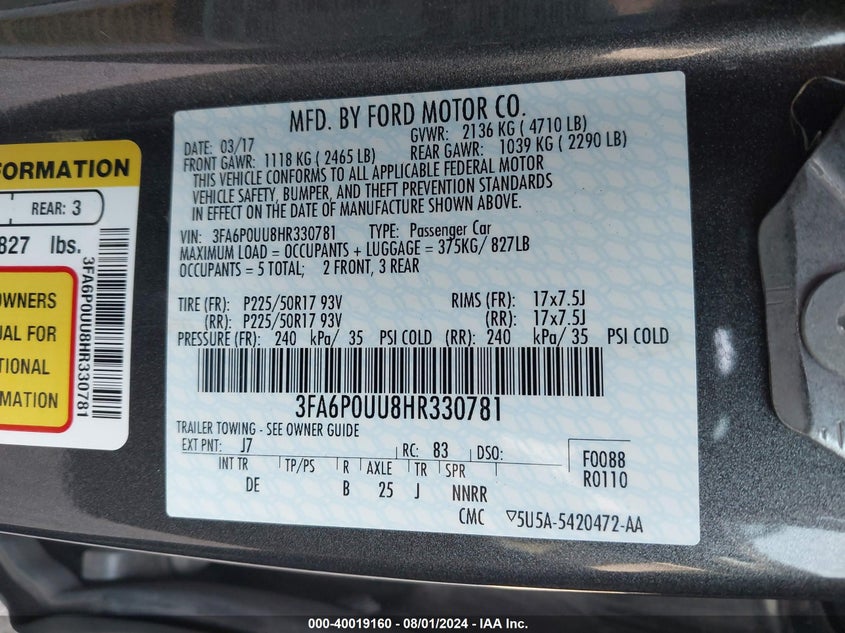 MFD. BY FORD MOTOR CO.
DATE: 03/17 GVWR: 2136 KG ( 4710 LB)
FRONT GAWR: 1118 KG ( 2465 LB) REAR GAWR: 1039 KG ( 2290 LB)
THIS VEHICLE CONFORMS TO ALL APPLICABLE FEDERAL MOTOR
VEHICLE SAFETY, BUMPER, AND THEFT PREVENTION STANDARDS
IN EFFECT ON THE DATE OF MANUFACTURE SHOWN ABOVE.
VIN: 3FA6P0UU8HR330781 TYPE: Passenger Car
MAXIMUM LOAD = OCCUPANTS + LUGGAGE = 375KG/ 827LB
OCCUPANTS = 5 TOTAL; 2 FRONT, 3 REAR
TIRE (FR): P225/50R17 93V RIMS (FR): 17x7.5J
(RR): P225/50R17 93V (RR): 17x7.5J
PRESSURE (FR): 240 kPa/ 35 PSI COLD (RR): 240 kPa/ 35 PSI COLD
3FA6P0UU8HR330781
TRAILER TOWING - SEE OWNER GUIDE
EXT PNT: J7 RC: 83 DSO:
INT TR TP/PS R AXLE TR SPR
DE B 25 J NNRR
F0088
R0110
CMC ▽5U5A-5420472-AA
FORMATION
REAR: 3
827 lbs.
OWNERS
UAL FOR
TIONAL
MATION
3FA6P0UU8HR330781
000-40019160 - 08/01/2024 - IAA Inc.